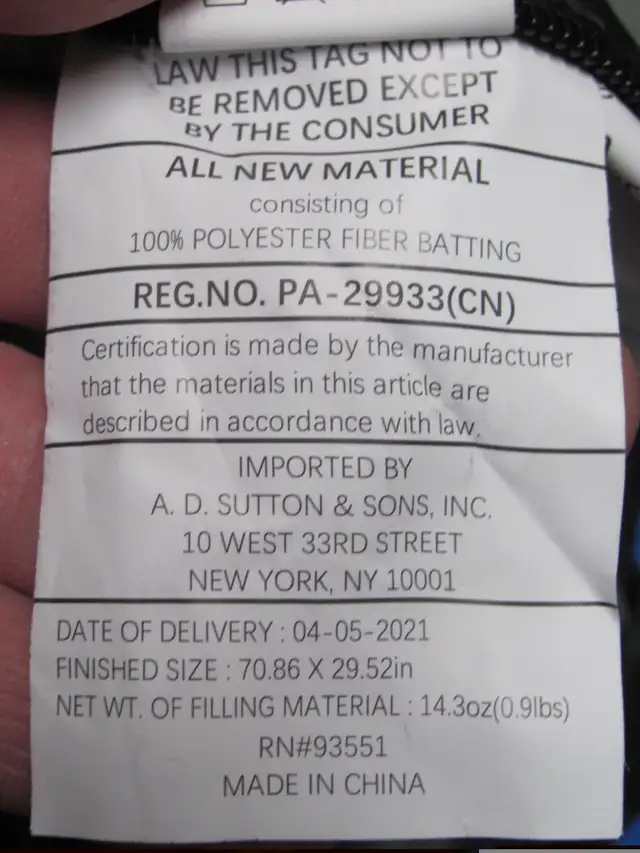 LAW THIS TAG NOT TO
BE REMOVED EXCEPT
BY THE CONSUMER
ALL NEW MATERIAL
consisting of
100% POLYESTER FIBER BATTING
REG.NO. PA-29933(CN)
Certification is made by the manufacturer
that the materials in this article are
described in accordance with law.
IMPORTED BY
A. D. SUTTON & SONS, INC.
10 WEST 33RD STREET
NEW YORK, NY 10001
DATE OF DELIVERY : 04-05-2021
FINISHED SIZE : 70.86 X 29.52in
NET WT. OF FILLING MATERIAL : 14.3oz(0.9lbs)
RN#93551
MADE IN CHINA